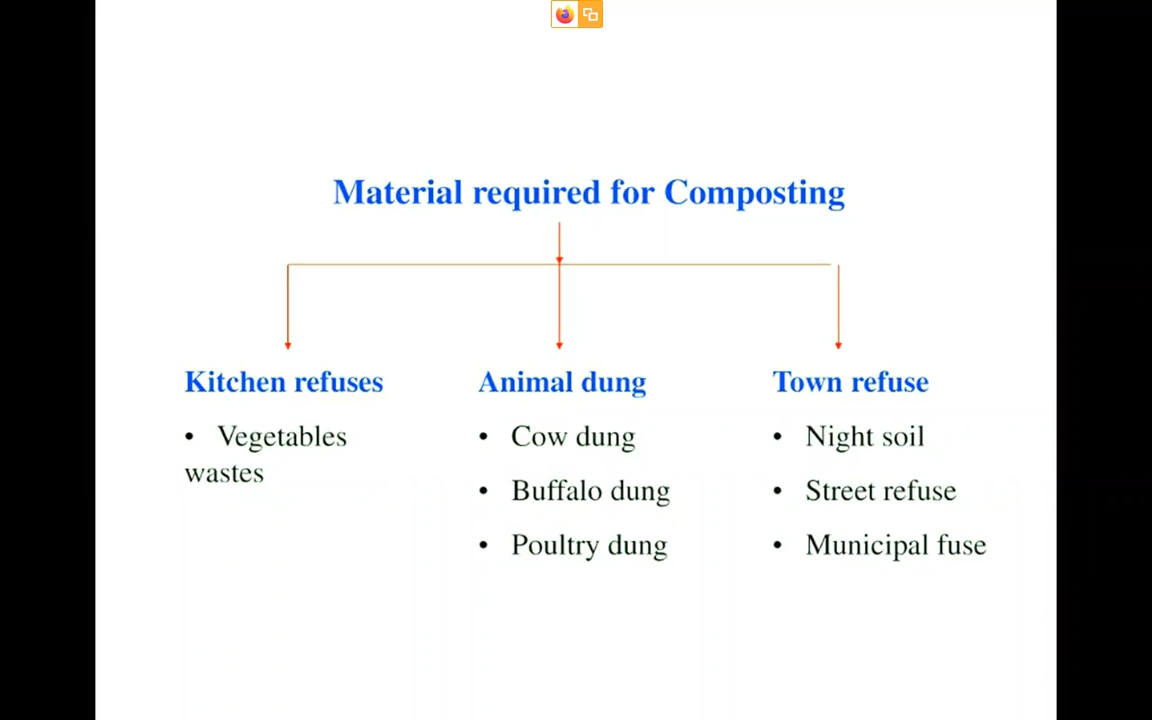 Material required for Composting
Kitchen refuses
• Vegetables
wastes
Animal dung
• Cow dung
• Buffalo dung
• Poultry dung
Town refuse
• Night soil
• Street refuse
• Municipal fuse